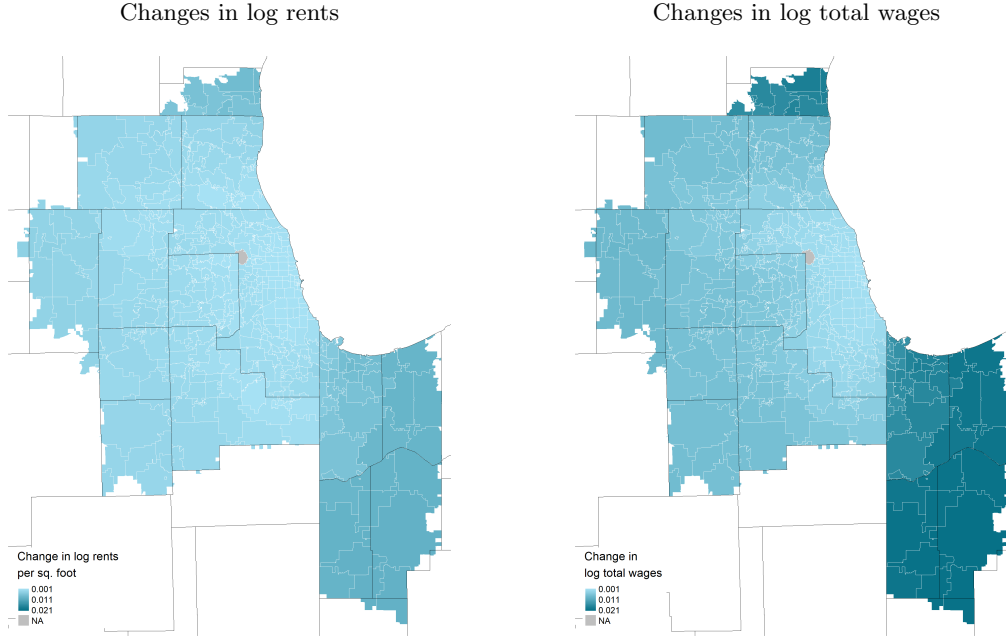 Changes in log rents
Changes in log total wages
Change in log rents
per sq. foot
0.001
0.011
0.021
NA
Change in
log total wages
0.001
0.011
0.021
NA